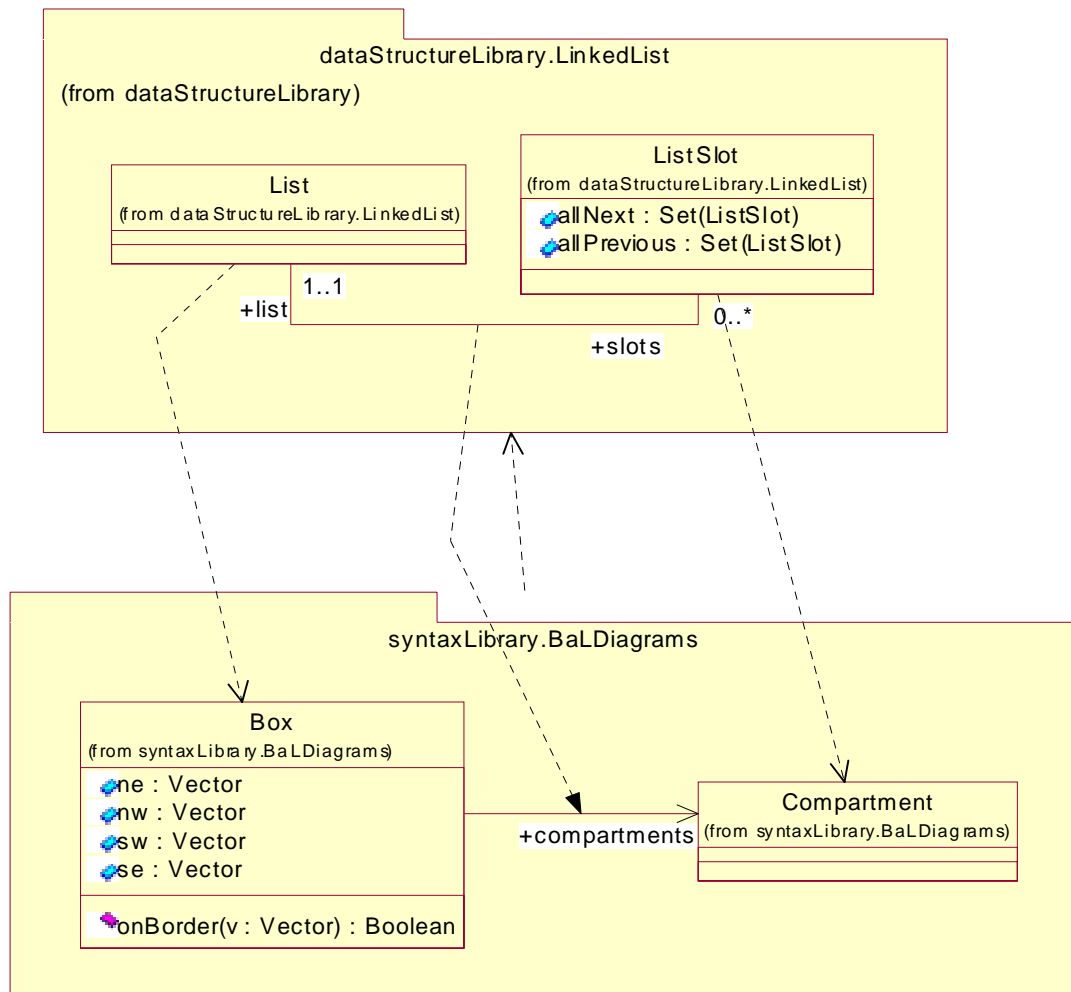 dataStructureLibrary.LinkedList
(from dataStructureLibrary)
List
(from dataStructureLibrary.LinkedList)
ListSlot
(from dataStructureLibrary.LinkedList)
allNext : Set(ListSlot)
allPrevious : Set(ListSlot)
1..1
+list
0..*
+slots
syntaxLibrary.BaLDiagrams
Box
(from syntaxLibrary.BaLDiagrams)
ne : Vector
nw : Vector
sw : Vector
se : Vector
onBorder(v : Vector) : Boolean
+compartments
Compartment
(from syntaxLibrary.BaLDiagrams)